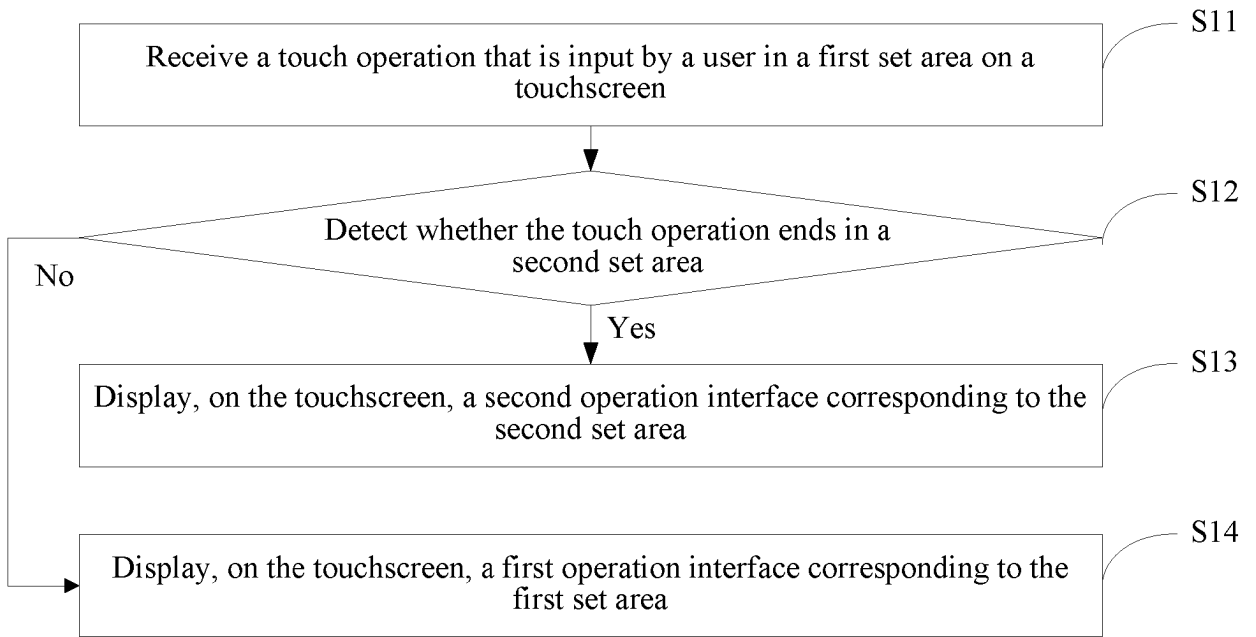 S11
Receive a touch operation that is input by a user in a first set area on a
touchscreen
S12
Detect whether the touch operation ends in a
second set area
No
Yes
S13
Display, on the touchscreen, a second operation interface corresponding to the
second set area
S14
Display, on the touchscreen, a first operation interface corresponding to the
first set area